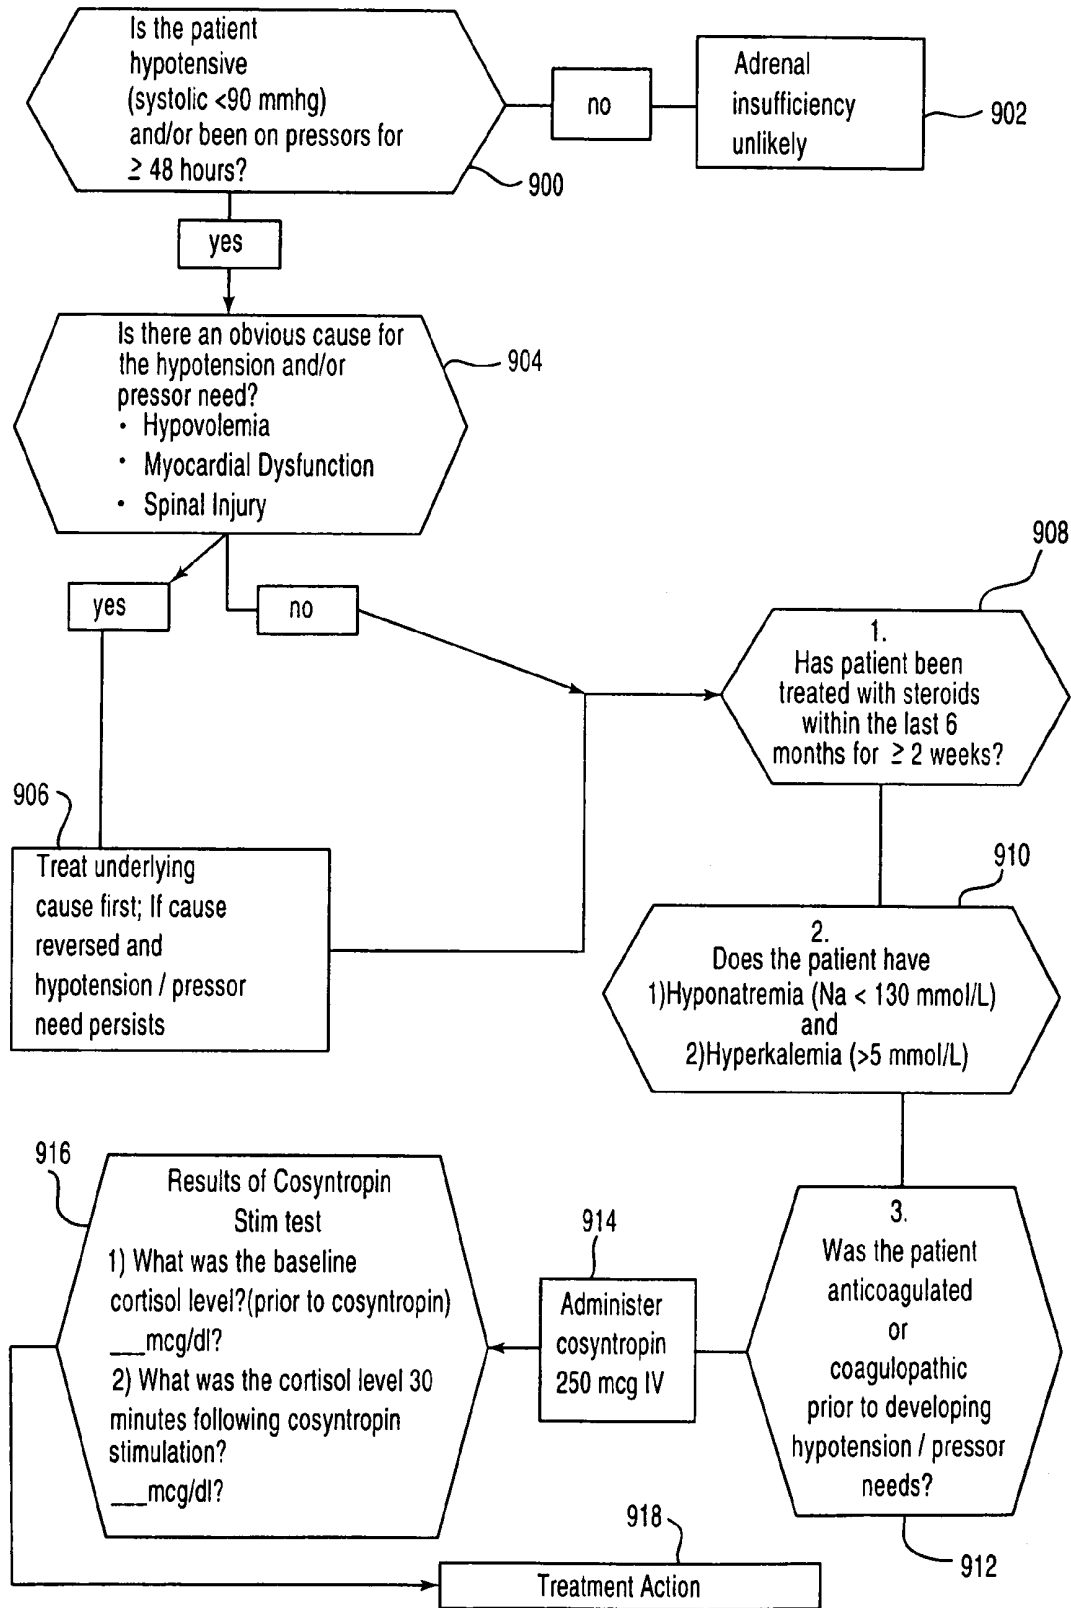 Is the patient
hypotensive
(systolic <90 mmhg)
and/or been on pressors for
≥ 48 hours?
900
no
Adrenal
insufficiency
unlikely
902
yes
Is there an obvious cause for
the hypotension and/or
pressor need?
• Hypovolemia
• Myocardial Dysfunction
• Spinal Injury
904
yes
no
908
1.
Has patient been
treated with steroids
within the last 6
months for ≥ 2 weeks?
906
Treat underlying
cause first; If cause
reversed and
hypotension / pressor
need persists
910
2.
Does the patient have
1)Hyponatremia (Na < 130 mmol/L)
and
2)Hyperkalemia (>5 mmol/L)
3.
Was the patient
anticoagulated
or
coagulopathic
prior to developing
hypotension / pressor
needs?
912
914
Administer
cosyntropin
250 mcg IV
916
Results of Cosyntropin
Stim test
1) What was the baseline
cortisol level?(prior to cosyntropin)
___mcg/dl?
2) What was the cortisol level 30
minutes following cosyntropin
stimulation?
___mcg/dl?
918
Treatment Action